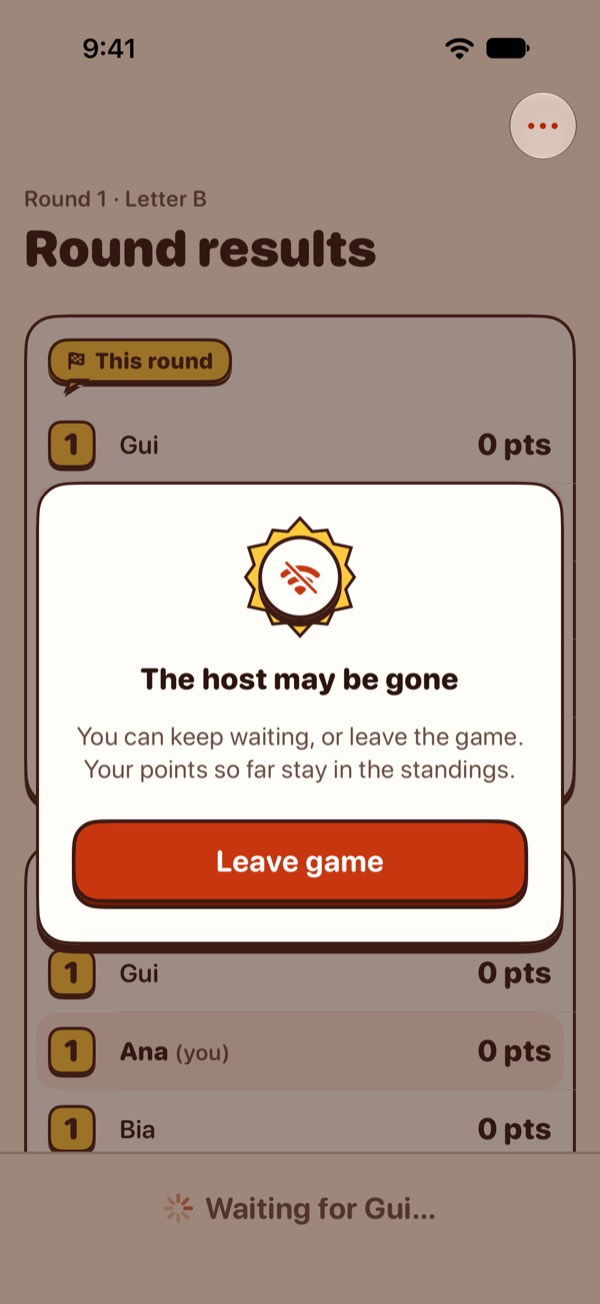 9:41
Round 1 · Letter B
Round results
This round
1 Gui 0 pts
The host may be gone
You can keep waiting, or leave the game.
Your points so far stay in the standings.
Leave game
1 Gui 0 pts
1 Ana (you) 0 pts
1 Bia 0 pts
Waiting for Gui...